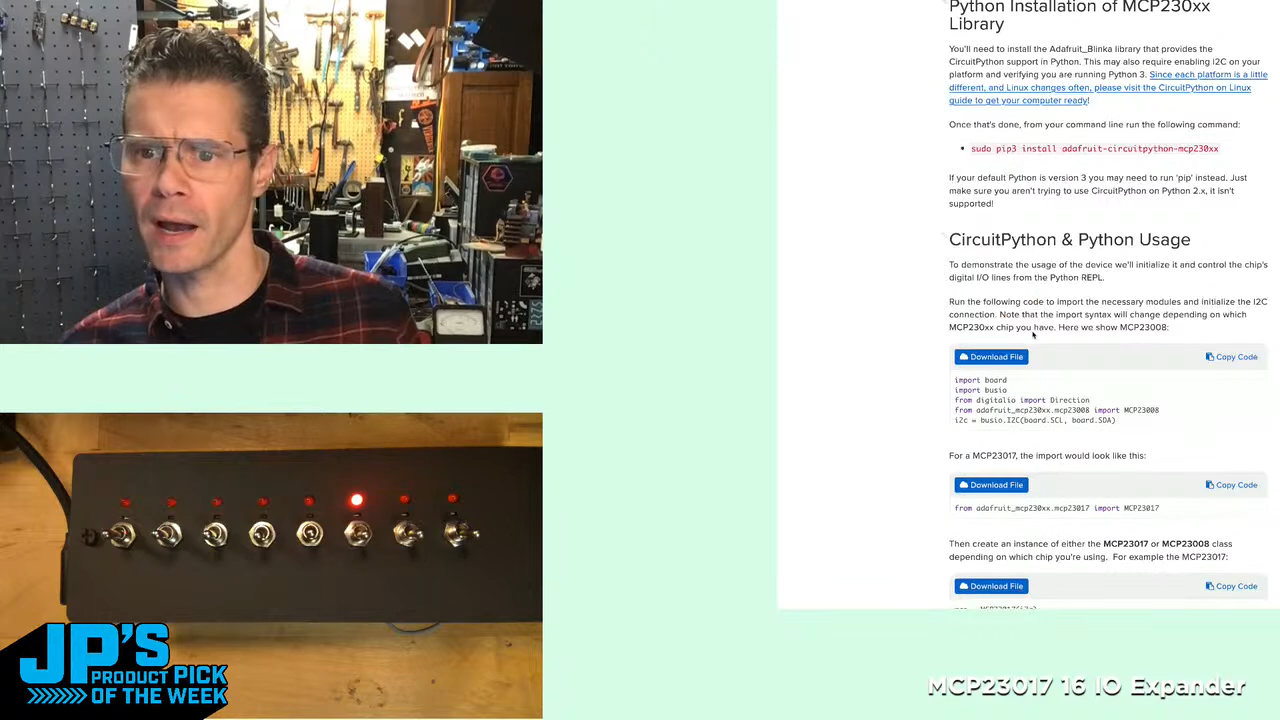 Python Installation of MCP230xx
Library
You'll need to install the Adafruit_Blinka library that provides the
CircuitPython support in Python. This may also require enabling I2C on your
platform and verifying you are running Python 3. Since each platform is a little
different, and Linux changes often, please visit the CircuitPython on Linux
guide to get your computer ready!
Once that's done, from your command line run the following command:
• sudo pip3 install adafruit-circuitpython-mcp230xx
If your default Python is version 3 you may need to run 'pip' instead. Just
make sure you aren't trying to use CircuitPython on Python 2.x, it isn't
supported!
CircuitPython & Python Usage
To demonstrate the usage of the device we'll initialize it and control the chip's
digital I/O lines from the Python REPL.
Run the following code to import the necessary modules and initialize the I2C
connection. Note that the import syntax will change depending on which
MCP230xx chip you have. Here we show MCP23008:
Download File
Copy Code
import board
import busio
from digitalio import Direction
from adafruit_mcp230xx.mcp23008 import MCP23008
i2c = busio.I2C(board.SCL, board.SDA)
For a MCP23017, the import would look like this:
Download File
Copy Code
from adafruit_mcp230xx.mcp23017 import MCP23017
Then create an instance of either the MCP23017 or MCP23008 class
depending on which chip you're using. For example the MCP23017:
Download File
Copy Code
JP'S
PRODUCT PICK
OF THE WEEK
MCP23017 16 IO Expander